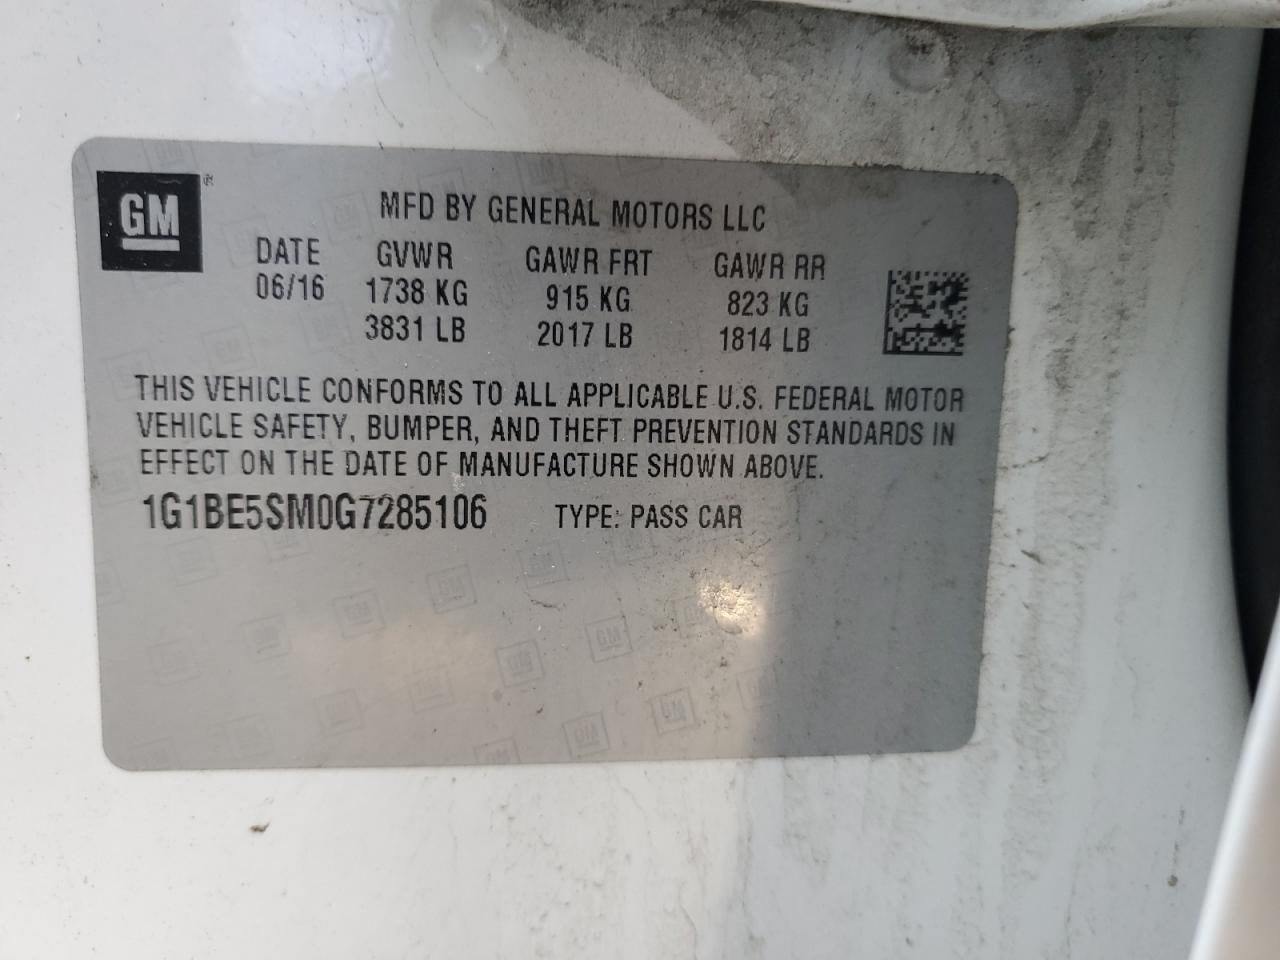 GM ®
MFD BY GENERAL MOTORS LLC
DATE GVWR GAWR FRT GAWR RR
06/16 1738 KG 915 KG 823 KG
3831 LB 2017 LB 1814 LB
THIS VEHICLE CONFORMS TO ALL APPLICABLE U.S. FEDERAL MOTOR
VEHICLE SAFETY, BUMPER, AND THEFT PREVENTION STANDARDS IN
EFFECT ON THE DATE OF MANUFACTURE SHOWN ABOVE.
1G1BE5SM0G7285106 TYPE: PASS CAR